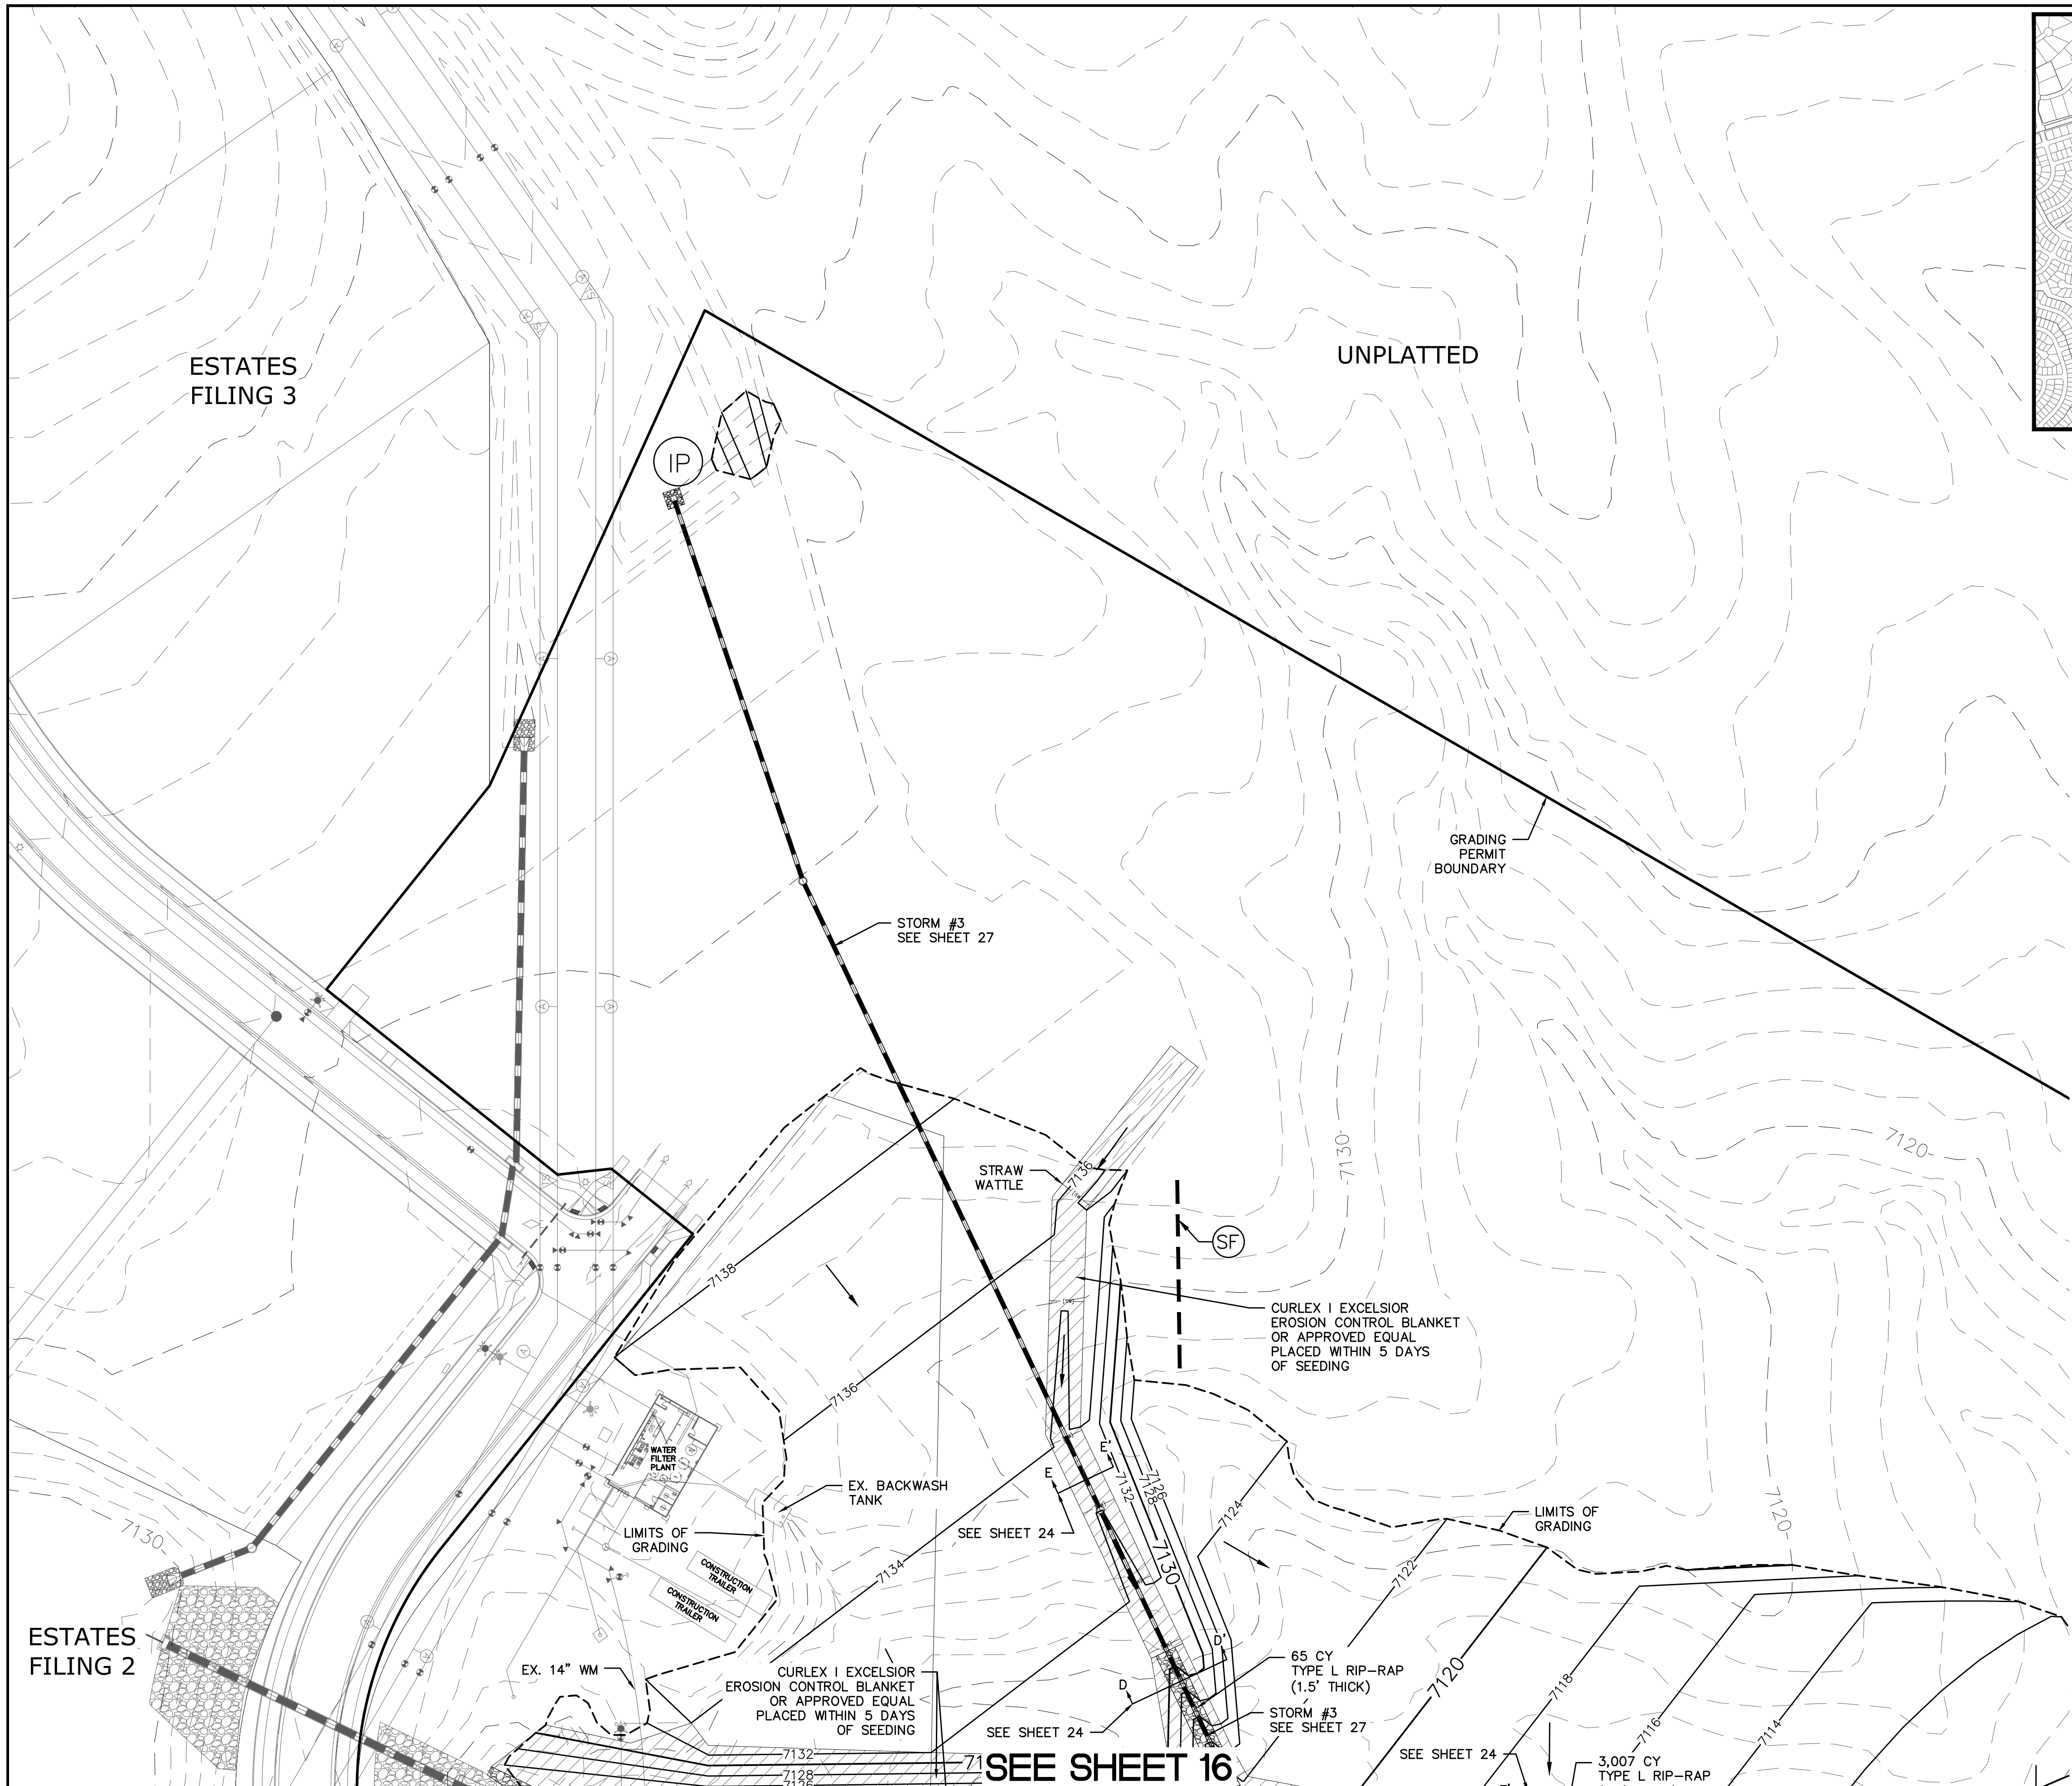 ESTATES
FILING 3
UNPLATTED
IP
GRADING
PERMIT
BOUNDARY
STORM #3
SEE SHEET 27
7130
7120
STRAW
WATTLE
7136
SF
7138
CURLEX I EXCELSIOR
EROSION CONTROL BLANKET
OR APPROVED EQUAL
PLACED WITHIN 5 DAYS
OF SEEDING
7136
WATER
FILTER
PLANT
E'
E
7132
7128
7126
EX. BACKWASH
TANK
7124
LIMITS OF
GRADING
7120
7130
LIMITS OF
GRADING
SEE SHEET 24
7130
CONSTRUCTION
TRAILER
CONSTRUCTION
TRAILER
7134
7122
ESTATES
FILING 2
D'
D
65 CY
TYPE L RIP-RAP
(1.5' THICK)
7120
7118
7116
7114
EX. 14" WM
CURLEX I EXCELSIOR
EROSION CONTROL BLANKET
OR APPROVED EQUAL
PLACED WITHIN 5 DAYS
OF SEEDING
STORM #3
SEE SHEET 27
SEE SHEET 24
SEE SHEET 24
7132
SEE SHEET 16
3,007 CY
TYPE L RIP-RAP
7128
7126